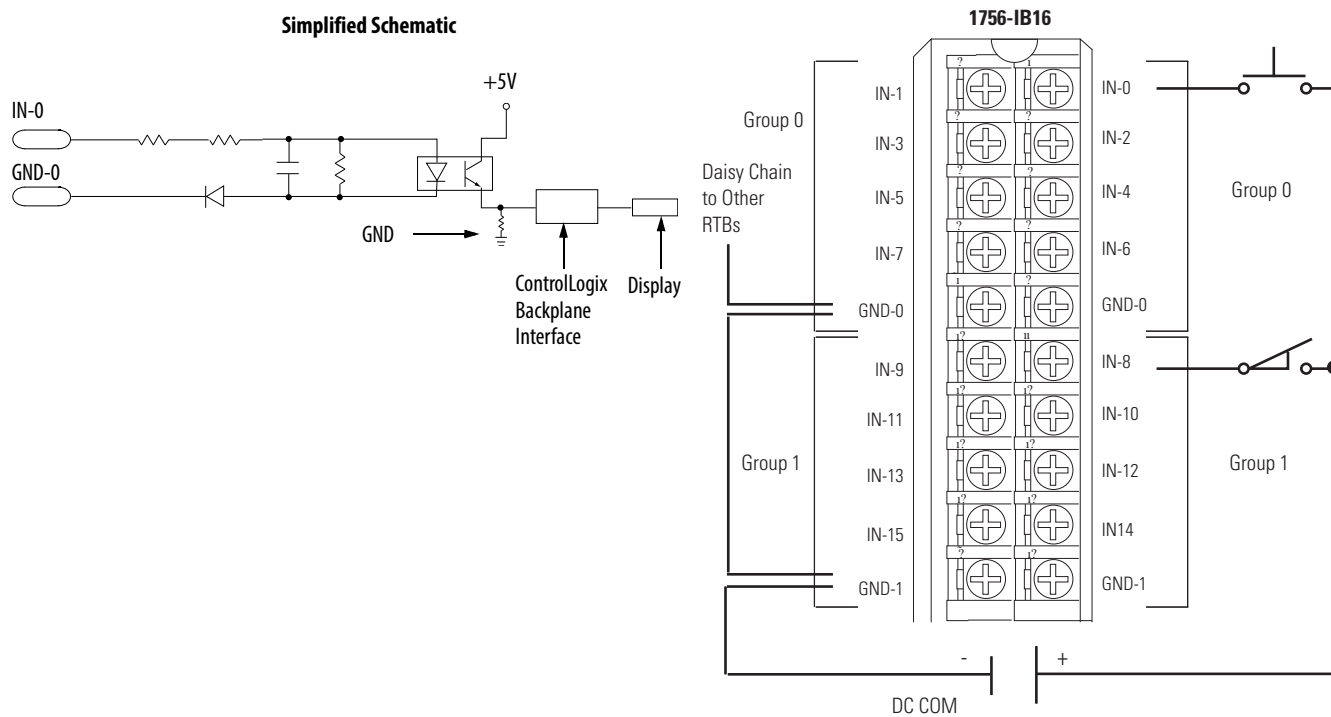 Simplified Schematic
+5V
IN-0
GND-0
GND
ControlLogix
Backplane
Interface
Display
1756-IB16
Group 0
Daisy Chain
to Other
RTBs
Group 1
IN-1
IN-3
IN-5
IN-7
GND-0
IN-9
IN-11
IN-13
IN-15
GND-1
IN-0
IN-2
IN-4
IN-6
GND-0
IN-8
IN-10
IN-12
IN14
GND-1
Group 0
Group 1
- +
DC COM